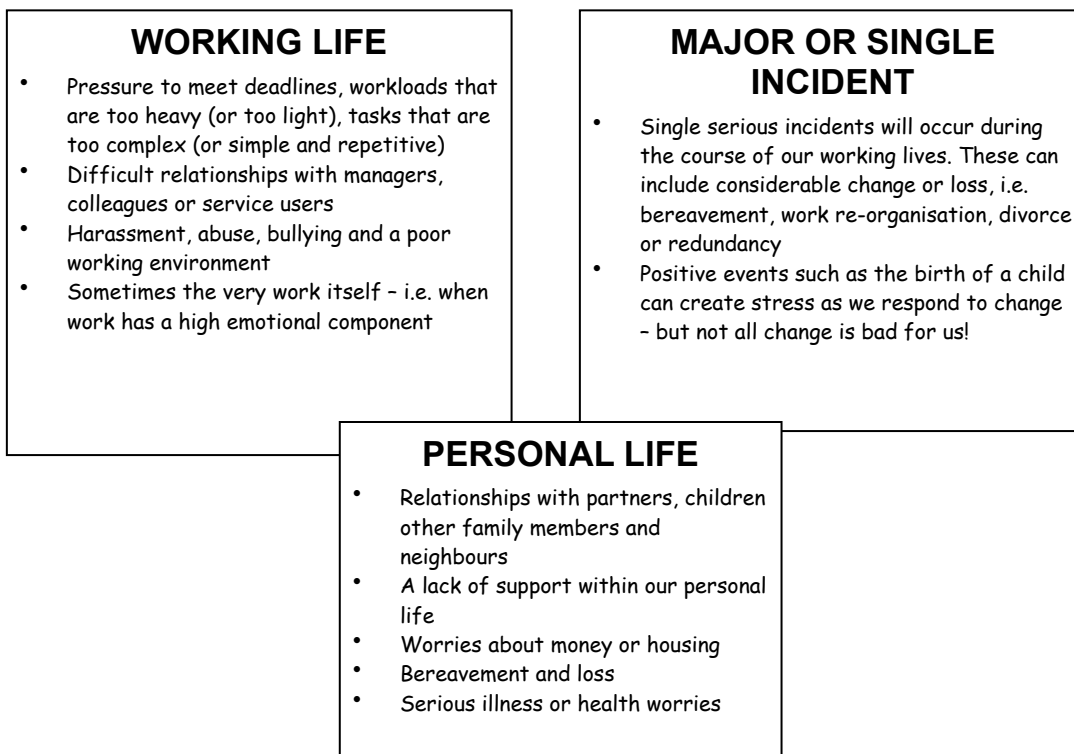 WORKING LIFE
• Pressure to meet deadlines, workloads that
are too heavy (or too light), tasks that are
too complex (or simple and repetitive)
• Difficult relationships with managers,
colleagues or service users
• Harassment, abuse, bullying and a poor
working environment
• Sometimes the very work itself – i.e. when
work has a high emotional component
MAJOR OR SINGLE
INCIDENT
• Single serious incidents will occur during
the course of our working lives. These can
include considerable change or loss, i.e.
bereavement, work re-organisation, divorce
or redundancy
• Positive events such as the birth of a child
can create stress as we respond to change
– but not all change is bad for us!
PERSONAL LIFE
• Relationships with partners, children
other family members and
neighbours
• A lack of support within our personal
life
• Worries about money or housing
• Bereavement and loss
• Serious illness or health worries